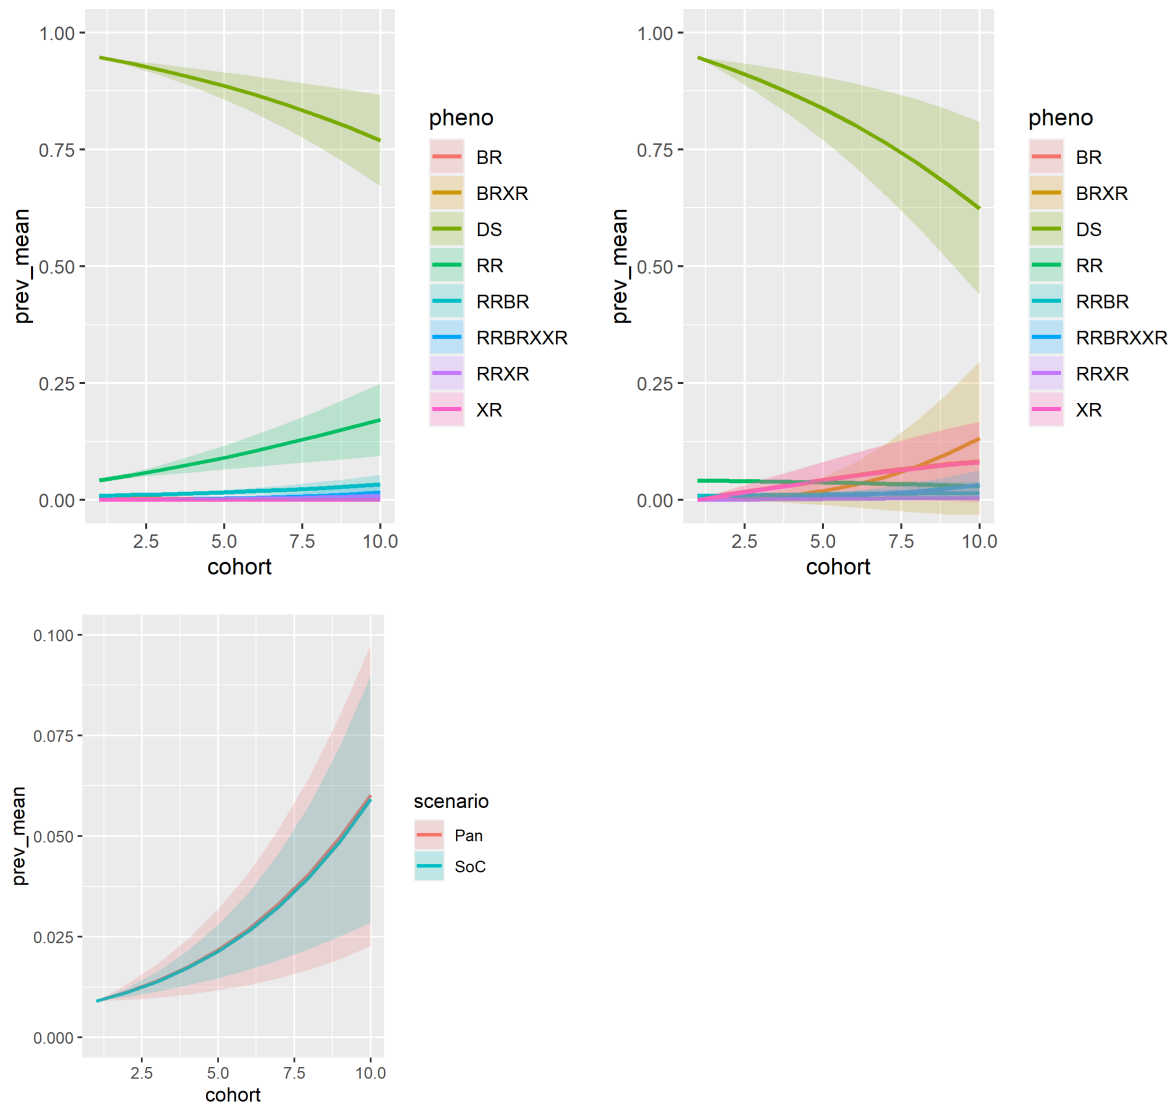 prev_mean
1.00
0.75
0.50
0.25
0.00
2.5 5.0 7.5 10.0
cohort
pheno
BR
BRXR
DS
RR
RRBR
RRBRXXR
RRXR
XR
prev_mean
1.00
0.75
0.50
0.25
0.00
2.5 5.0 7.5 10.0
cohort
pheno
BR
BRXR
DS
RR
RRBR
RRBRXXR
RRXR
XR
prev_mean
0.100
0.075
0.050
0.025
0.000
2.5 5.0 7.5 10.0
cohort
scenario
Pan
SoC